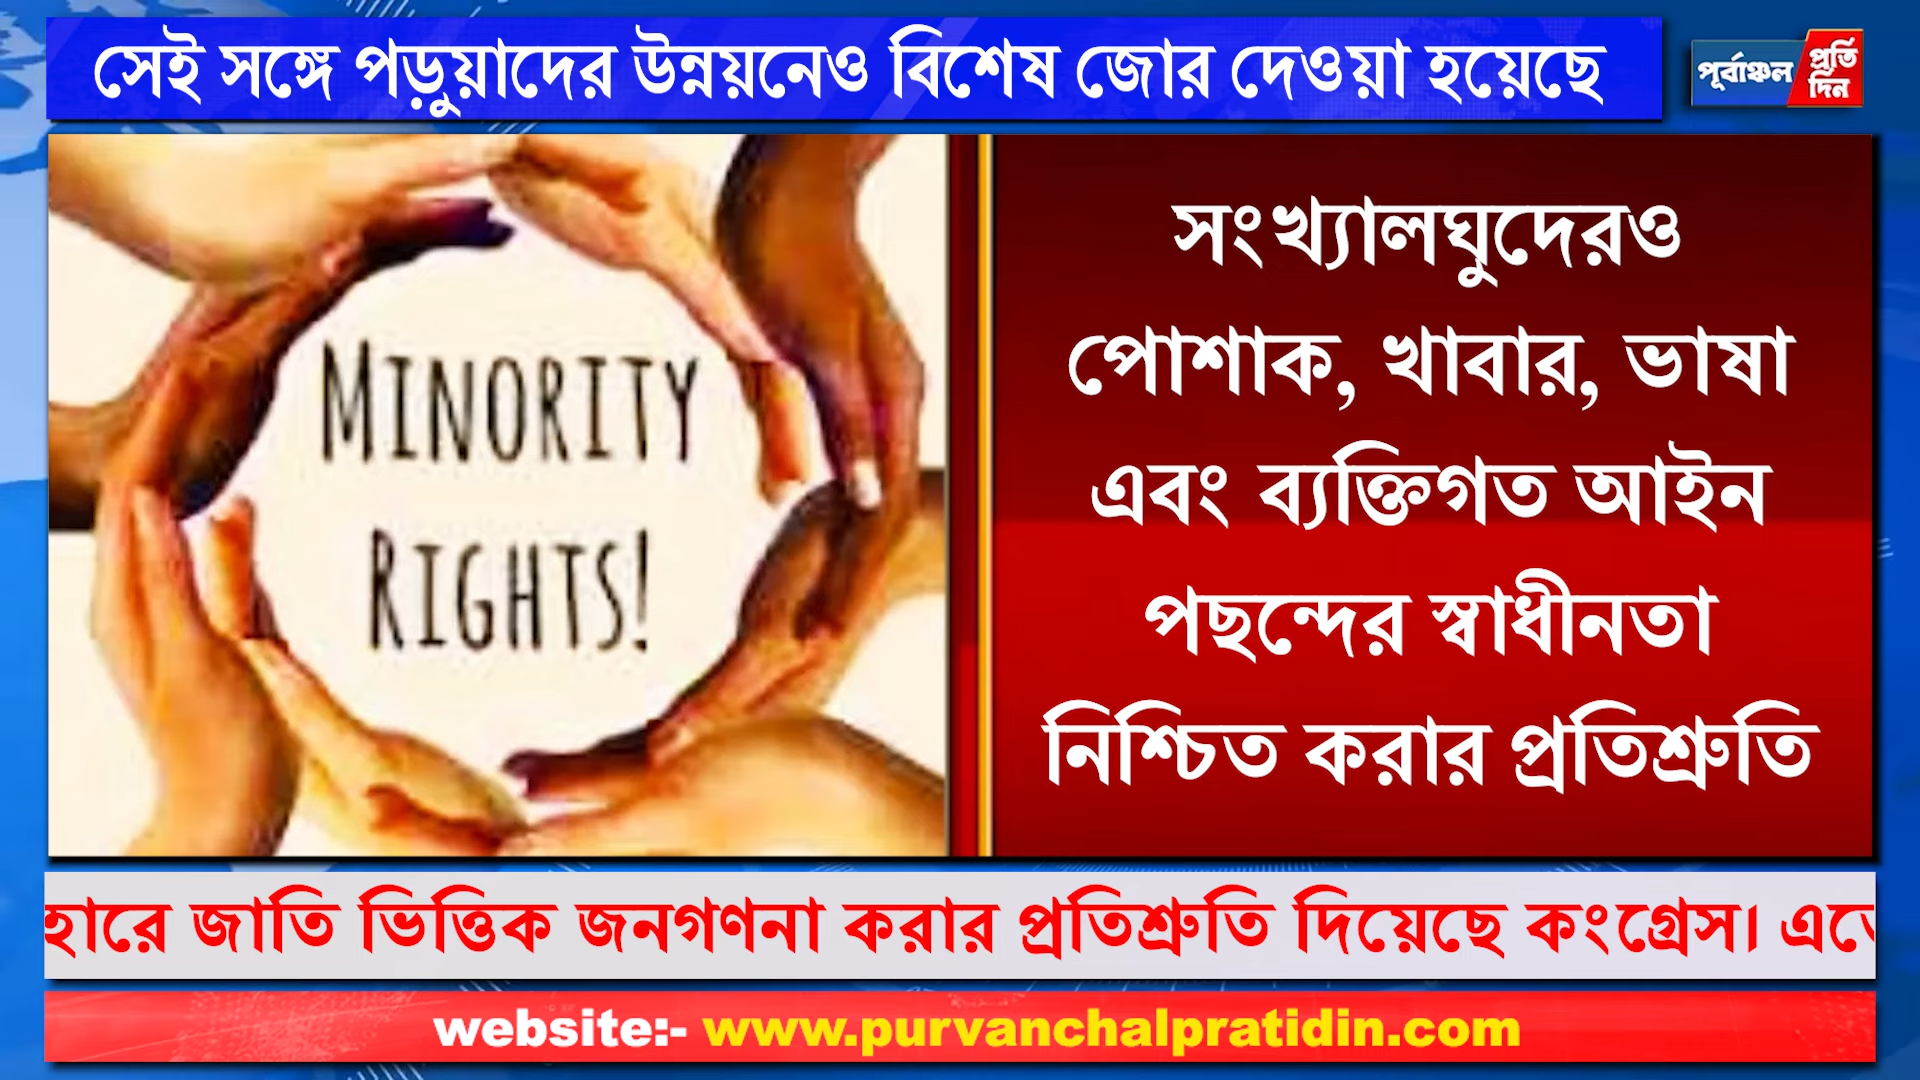 সেই সঙ্গে পড়ুয়াদের উন্নয়নেও বিশেষ জোর দেওয়া হয়েছে
পূর্বাঞ্চল
প্রতি
দিন
MINORITY
RIGHTS!
সংখ্যালঘুদেরও
পোশাক, খাবার, ভাষা
এবং ব্যক্তিগত আইন
পছন্দের স্বাধীনতা
নিশ্চিত করার প্রতিশ্রুতি
হারে জাতি ভিত্তিক জনগণনা করার প্রতিশ্রুতি দিয়েছে কংগ্রেস।
website:- www.purvanchalpratidin.com